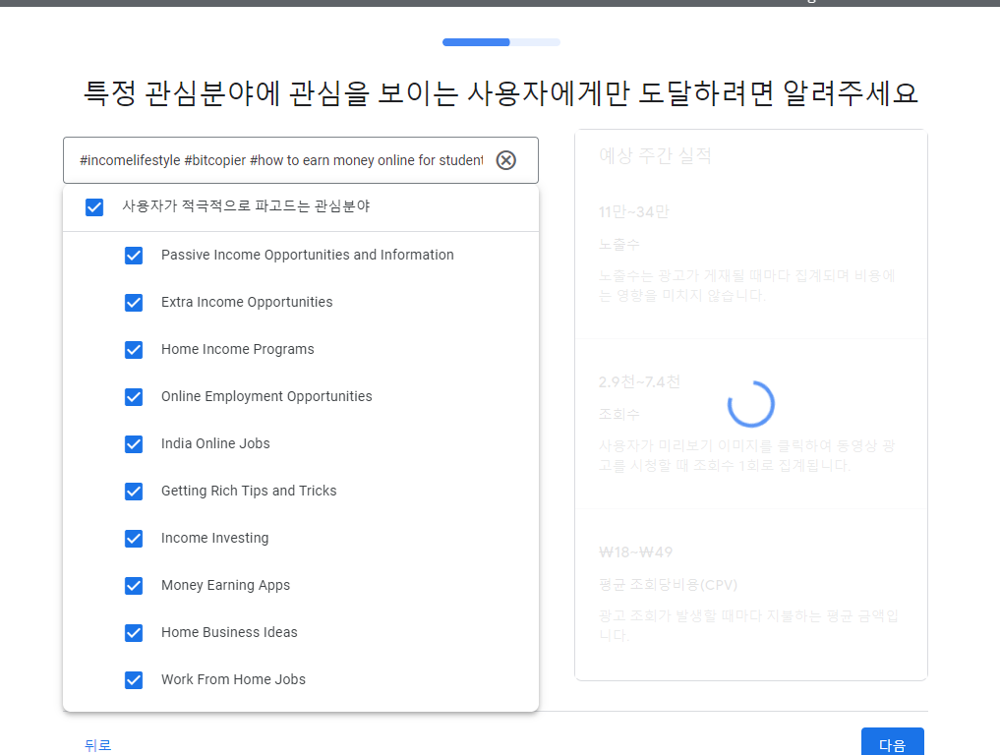 특정 관심분야에 관심을 보이는 사용자에게만 도달하려면 알려주세요
#incomelifestyle #bitcopier #how to earn money online for student
사용자가 적극적으로 파고드는 관심분야
Passive Income Opportunities and Information
Extra Income Opportunities
Home Income Programs
Online Employment Opportunities
India Online Jobs
Getting Rich Tips and Tricks
Income Investing
Money Earning Apps
Home Business Ideas
Work From Home Jobs
예상 주간 실적
11만~34만
노출수
노출수는 광고가 게재될 때마다 집계되며 비용에
는 영향을 미치지 않습니다.
2.9천~7.4천
조회수
사용자가 미리보기 이미지를 클릭하여 동영상 광
고를 시청할 때 조회수 1회로 집계됩니다.
₩18~₩49
평균 조회당비용(CPV)
광고 조회가 발생할 때마다 지불하는 평균 금액입
니다.
뒤로
다음